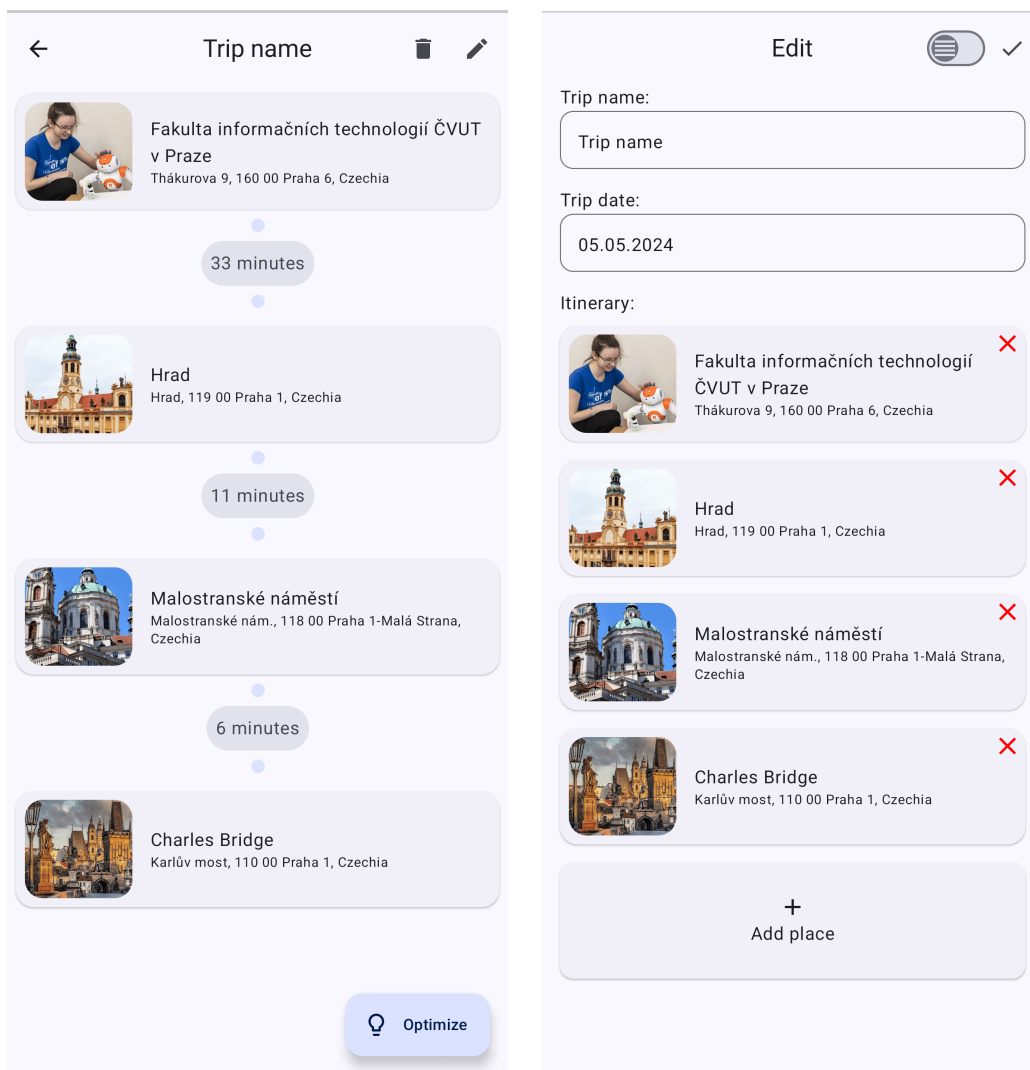 Trip name
Fakulta informačních technologií ČVUT
v Praze
Thákurova 9, 160 00 Praha 6, Czechia
33 minutes
Hrad
Hrad, 119 00 Praha 1, Czechia
11 minutes
Malostranské náměstí
Malostranské nám., 118 00 Praha 1-Malá Strana,
Czechia
6 minutes
Charles Bridge
Karlův most, 110 00 Praha 1, Czechia
Optimize
Edit
Trip name:
Trip name
Trip date:
05.05.2024
Itinerary:
Fakulta informačních technologií
ČVUT v Praze
Thákurova 9, 160 00 Praha 6, Czechia
Hrad
Hrad, 119 00 Praha 1, Czechia
Malostranské náměstí
Malostranské nám., 118 00 Praha 1-Malá Strana,
Czechia
Charles Bridge
Karlův most, 110 00 Praha 1, Czechia
Add place